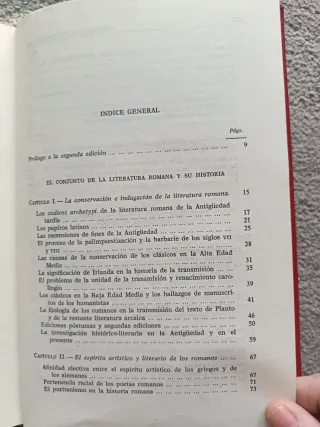 INDICE GENERAL
Págs.
Prólogo a la segunda edición ... ... ... ... ... ... ... ... ... ... 9
EL CONJUNTO DE LA LITERATURA ROMANA Y SU HISTORIA
CAPÍTULO I.—La conservación e indagación de la literatura romana. 15
Los codices archetypi de la literatura romana de la Antigüedad
tardía ... ... ... ... ... ... ... ... ... ... ... ... 17
Los papiros latinos ... ... ... ... ... ... ... ... ... ... 21
Las recensiones de fines de la Antigüedad ... ... ... ... ... 25
El proceso de la palimpsestización y la barbarie de los siglos VII
y VIII ... ... ... ... ... ... ... ... ... ... ... ... 28
Las causas de la conservación de los clásicos en la Alta Edad
Media ... ... ... ... ... ... ... ... ... ... ... ... 31
La significación de Irlanda en la historia de la transmisión ... 35
El problema de la unidad de la transmisión y renacimiento caro-
lingio ... ... ... ... ... ... ... ... ... ... ... ... 39
Los clásicos en la Baja Edad Media y los hallazgos de manuscri-
tos de los humanistas ... ... ... ... ... ... ... ... ... 41
La filología de los romanos en la transmisión del texto de Plauto
y de la restante literatura arcaica ... ... ... ... ... ... 46
Ediciones póstumas y segundas ediciones ... ... ... ... ... 50
La investigación histórico-literaria en la Antigüedad y en el
presente ... ... ... ... ... ... ... ... ... ... ... ... 59
CAPÍTULO II.—El espíritu artístico y literario de los romanos ... 67
Afinidad electiva entre el espíritu artístico de los griegos y de
los alemanes ... ... ... ... ... ... ... ... ... ... ... 67
Pertenencia racial de los poetas romanos ... ... ... ... ... 71
El puritanismo en la historia romana ... ... ... ... ... ... 73